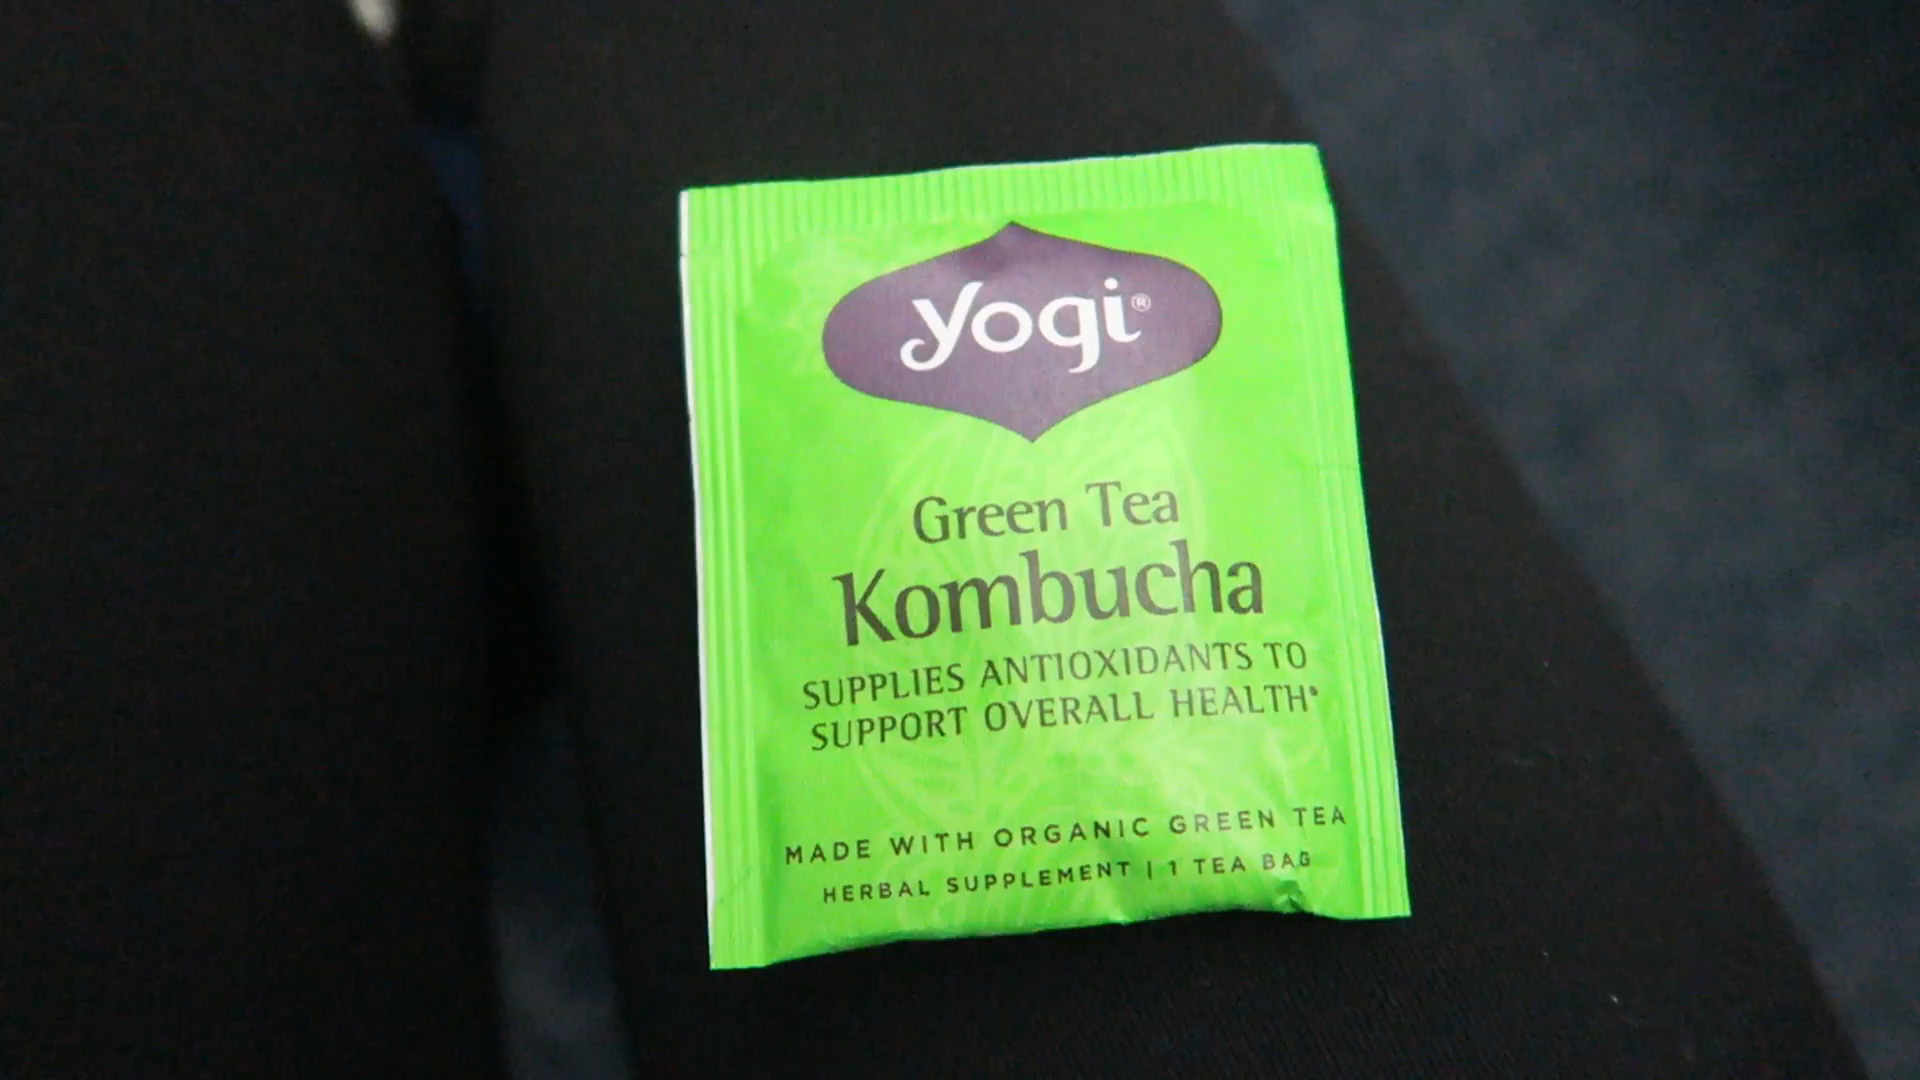 yogi®
Green Tea
Kombucha
SUPPLIES ANTIOXIDANTS TO
SUPPORT OVERALL HEALTH*
MADE WITH ORGANIC GREEN TEA
HERBAL SUPPLEMENT | 1 TEA BAG